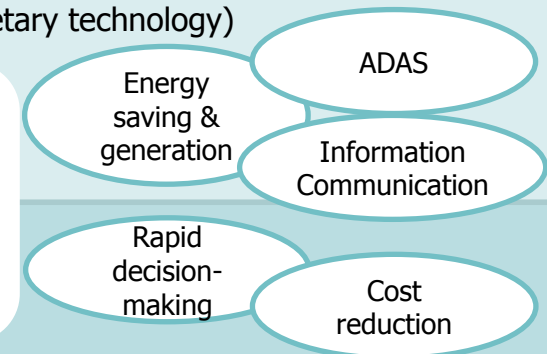 etary technology)
ADAS
Energy
saving &
generation
Information
Communication
Rapid
decision-
making
Cost
reduction